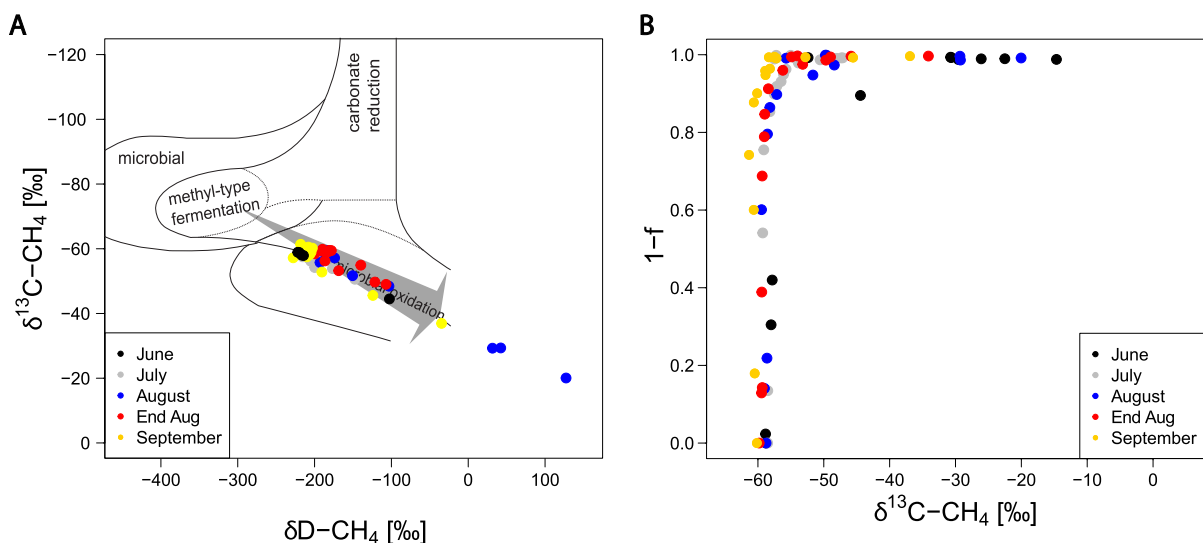 A
δ13C−CH4 [‰]
−120
−100
−80
−60
−40
−20
0
microbial
methyl-type
fermentation
carbonate
reduction
microbial oxidation
June
July
August
End Aug
September
−400
−300
−200
−100
0
100
δD−CH4 [‰]
B
1−f
1.0
0.8
0.6
0.4
0.2
0.0
June
July
August
End Aug
September
−60
−50
−40
−30
−20
−10
0
δ13C−CH4 [‰]